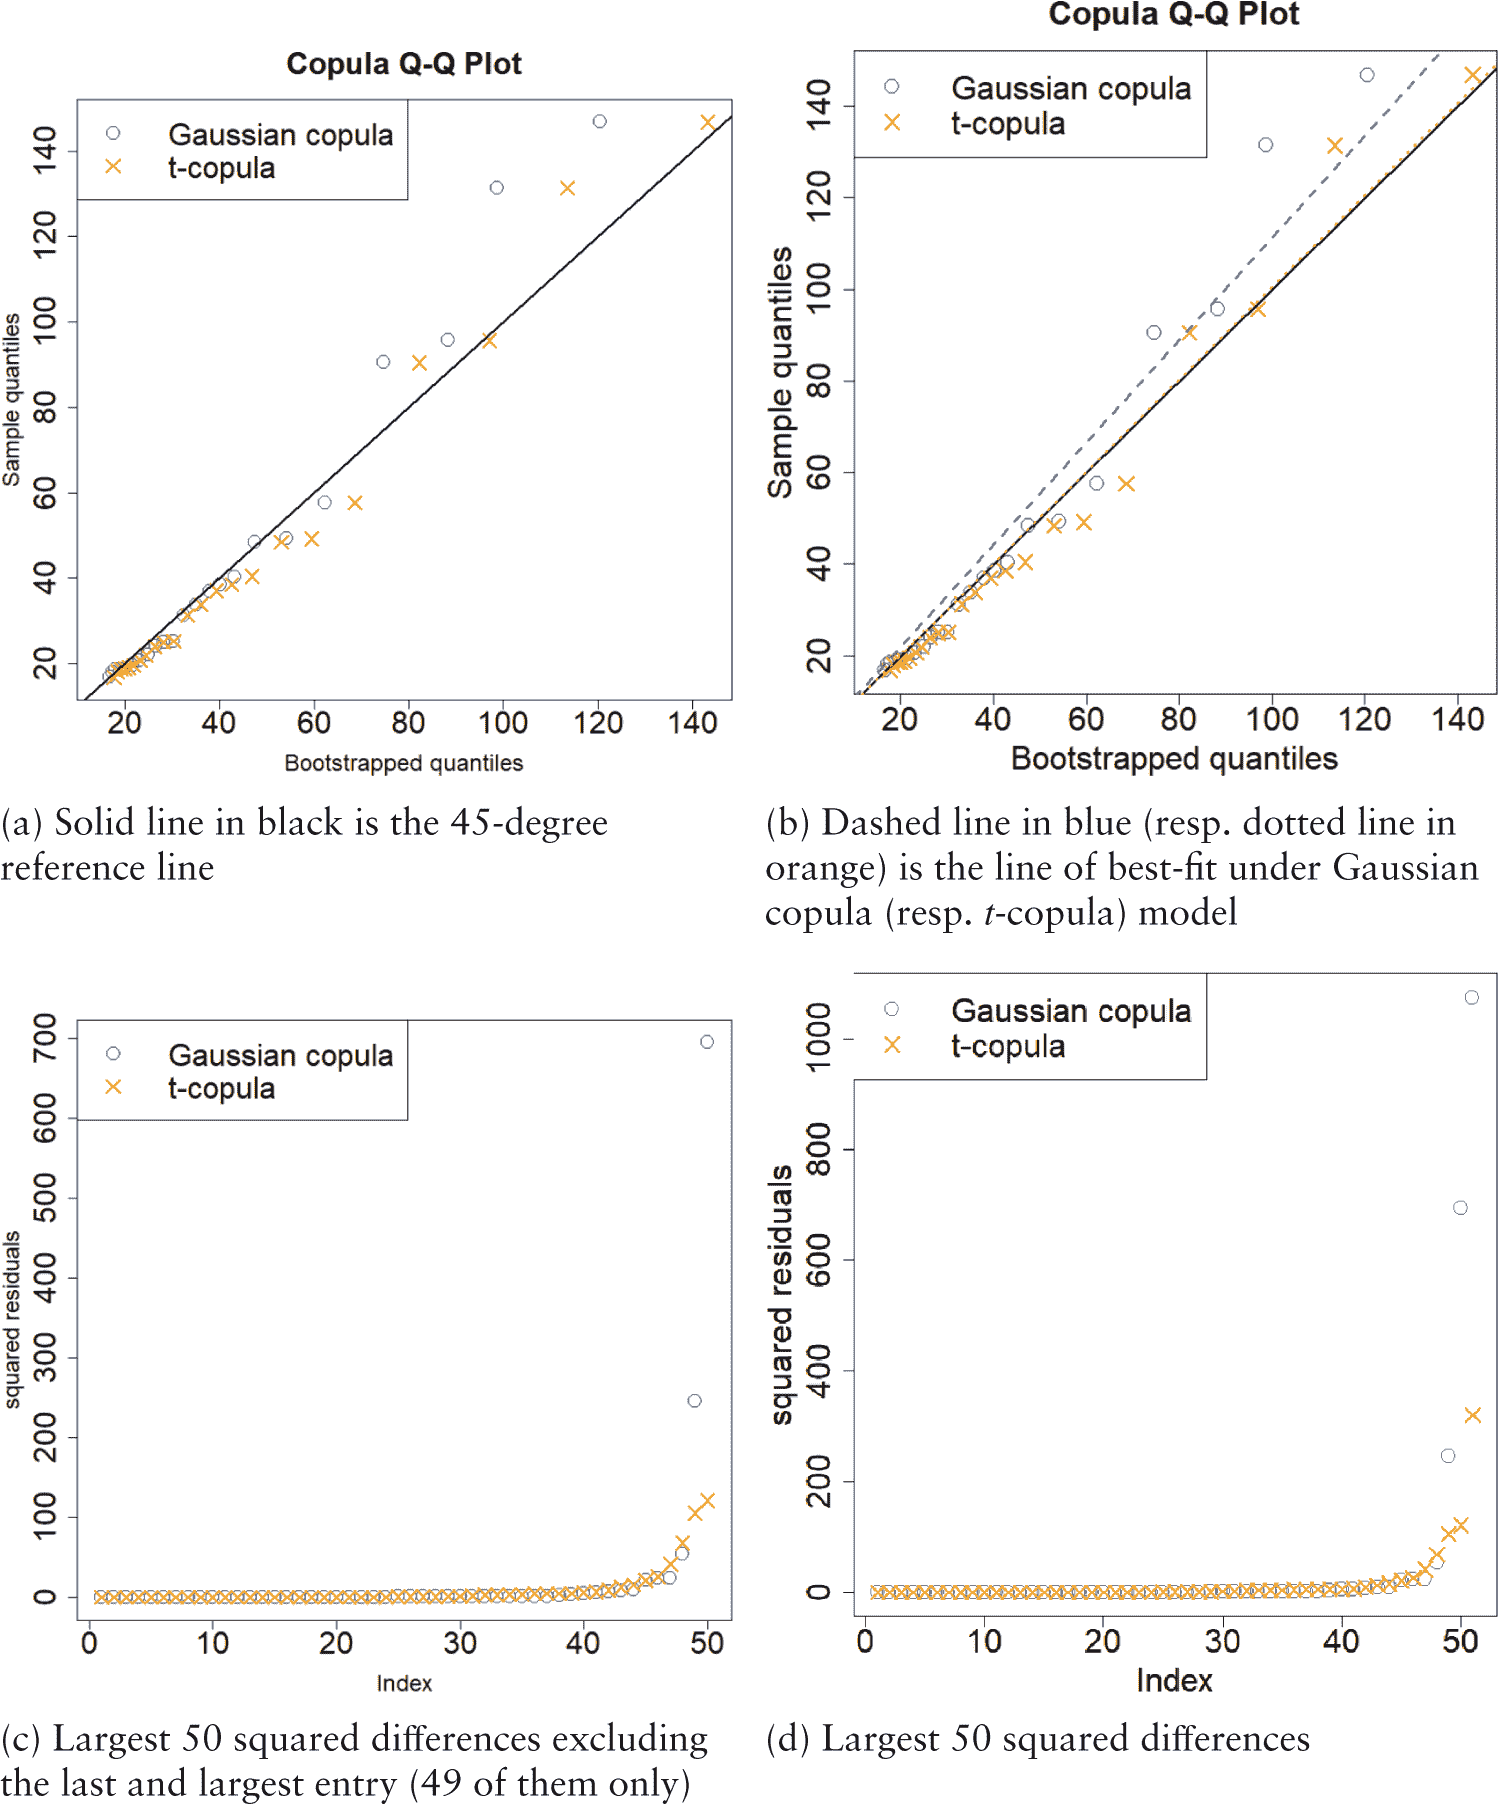 Copula Q-Q Plot
Gaussian copula
t-copula
Sample quantiles
140
120
100
80
60
40
20
20 40 60 80 100 120 140
Bootstrapped quantiles
(a) Solid line in black is the 45-degree
reference line
Copula Q-Q Plot
Gaussian copula
t-copula
Sample quantiles
140
120
100
80
60
40
20
20 40 60 80 100 120 140
Bootstrapped quantiles
(b) Dashed line in blue (resp. dotted line in
orange) is the line of best-fit under Gaussian
copula (resp. t-copula) model
Gaussian copula
t-copula
squared residuals
700
600
500
400
300
200
100
0
0 10 20 30 40 50
Index
(c) Largest 50 squared differences excluding
the last and largest entry (49 of them only)
Gaussian copula
t-copula
squared residuals
1000
800
600
400
200
0
0 10 20 30 40 50
Index
(d) Largest 50 squared differences